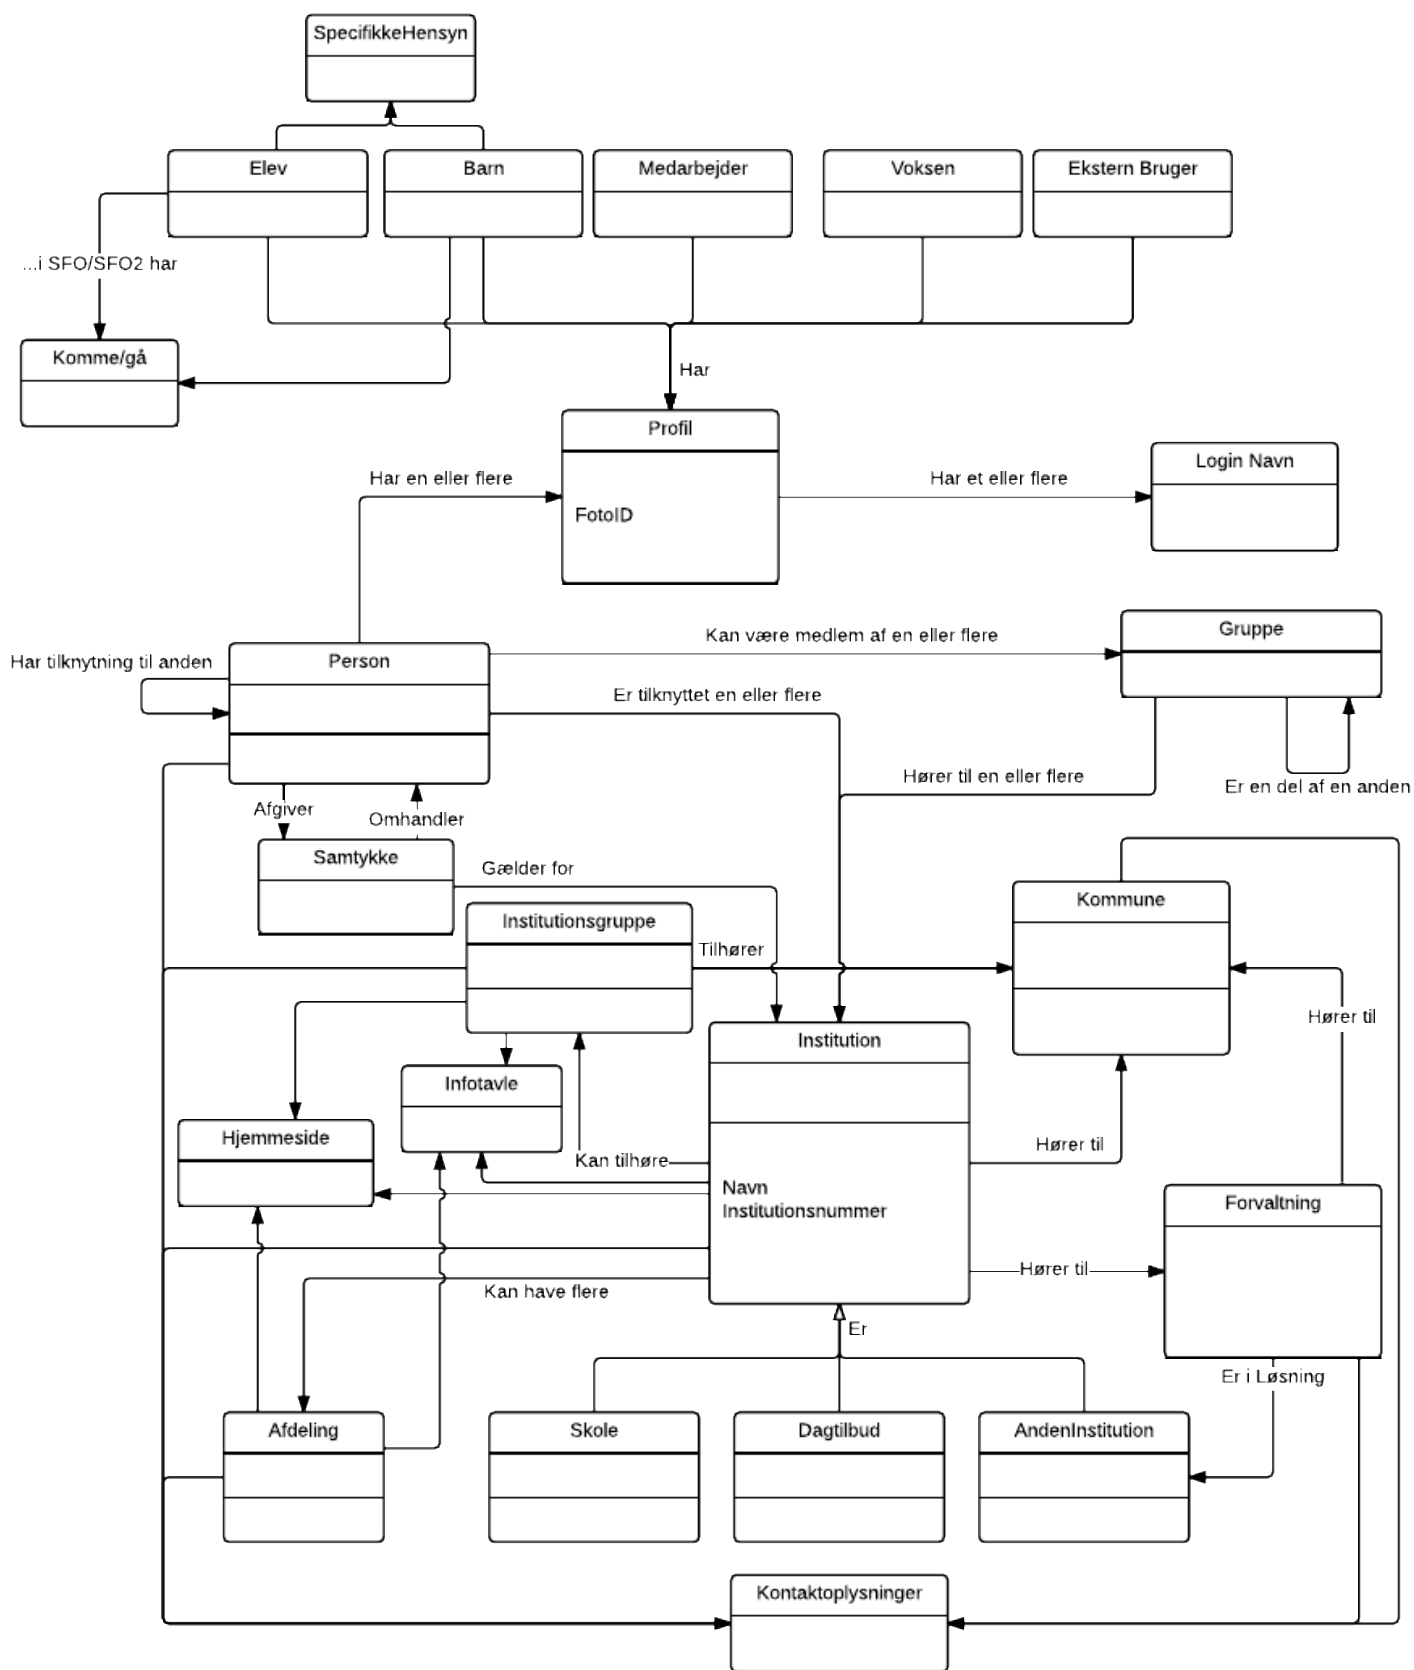 SpecifikkeHensyn
Elev
Barn
Medarbejder
Voksen
Ekstern Bruger
...i SFO/SFO2 har
Komme/gå
Har
Profil
FotoID
Har en eller flere
Har et eller flere
Login Navn
Kan være medlem af en eller flere
Gruppe
Har tilknytning til anden
Person
Er tilknyttet en eller flere
Hører til en eller flere
Er en del af en anden
Afgiver
Omhandler
Samtykke
Gælder for
Kommune
Institutionsgruppe
Tilhører
Hører til
Institution
Infotavle
Hjemmeside
Kan tilhøre
Hører til
Navn
Institutionsnummer
Forvaltning
Hører til
Kan have flere
Er
Er i Løsning
Afdeling
Skole
Dagtilbud
AndenInstitution
Kontaktoplysninger